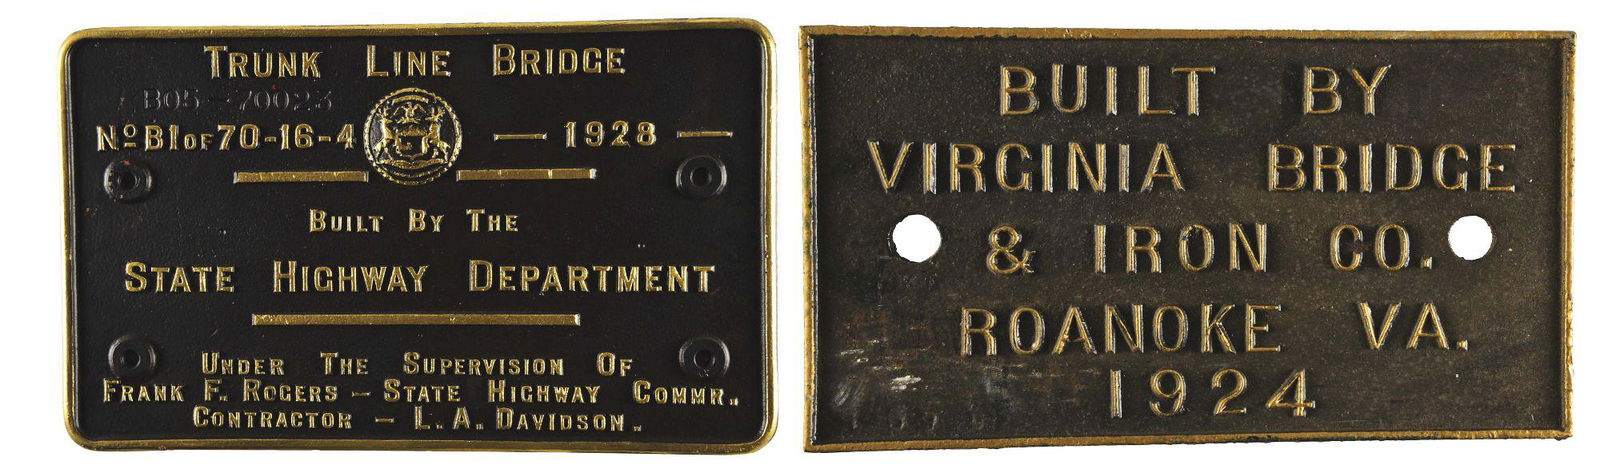 TRUNK LINE BRIDGE
B05-70023
No B1 OF 70-16-4 — 1928 —
BUILT BY THE
STATE HIGHWAY DEPARTMENT
UNDER THE SUPERVISION OF
FRANK F. ROGERS — STATE HIGHWAY COMMR.
CONTRACTOR — L. A. DAVIDSON.
BUILT BY
VIRGINIA BRIDGE
& IRON CO.
ROANOKE VA.
1924